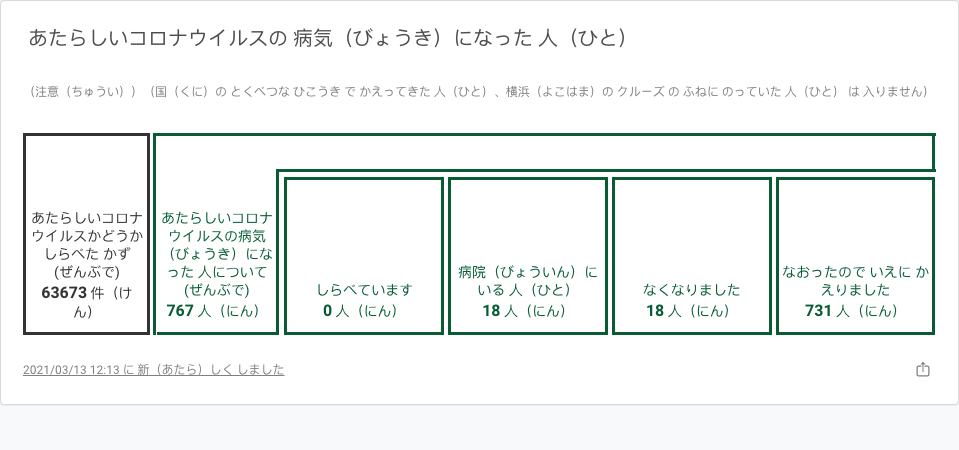 あたらしいコロナウイルスの 病気（びょうき）になった 人（ひと）
（注意（ちゅうい））（国（くに）の とくべつな ひこうき で かえってきた 人（ひと）、横浜（よこはま）の クルーズ の ふねに のっていた 人（ひと） は 入りません）
あたらしいコロナ
ウイルスかどうか
しらべた かず
(ぜんぶで)
63673 件（け
ん）
あたらしいコロナ
ウイルスの病気
（びょうき）にな
った 人について
(ぜんぶで)
767 人（にん）
しらべています
0 人（にん）
病院（びょういん）に
いる 人（ひと）
18 人（にん）
なくなりました
18 人（にん）
なおったので いえに か
えりました
731 人（にん）
2021/03/13 12:13 に 新（あたら）しく しました